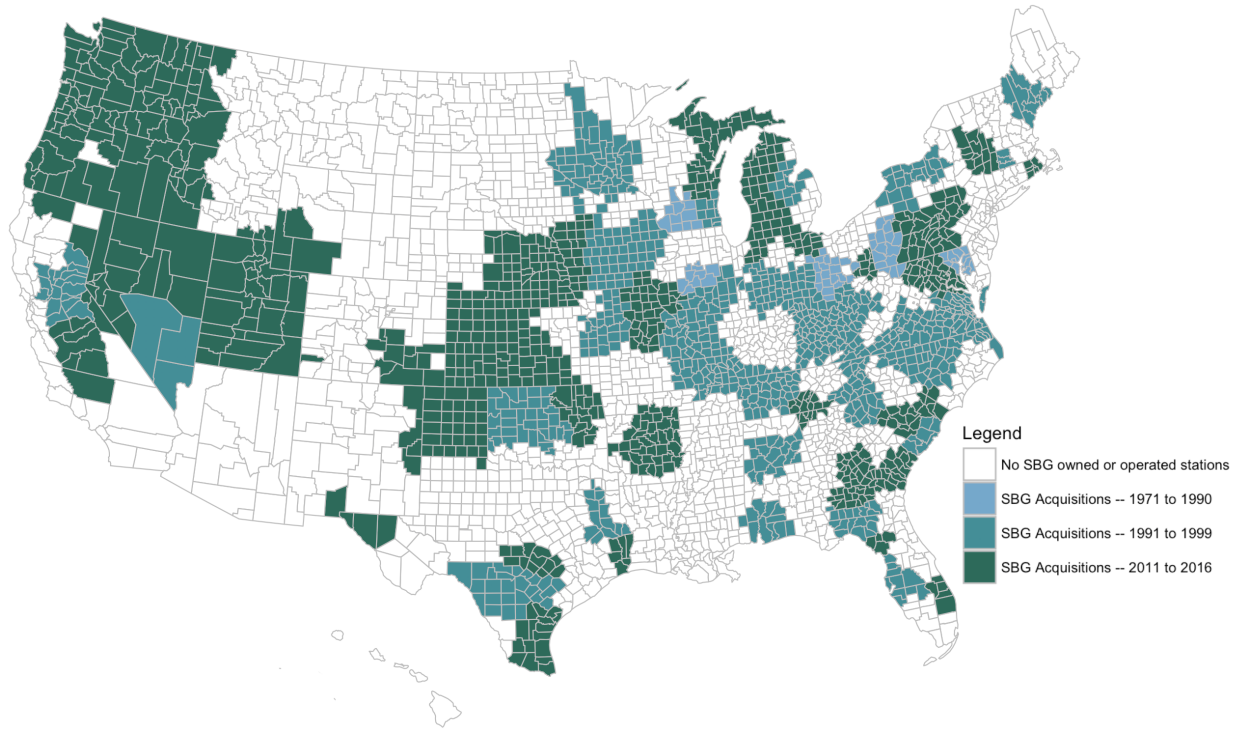 Legend
No SBG owned or operated stations
SBG Acquisitions -- 1971 to 1990
SBG Acquisitions -- 1991 to 1999
SBG Acquisitions -- 2011 to 2016